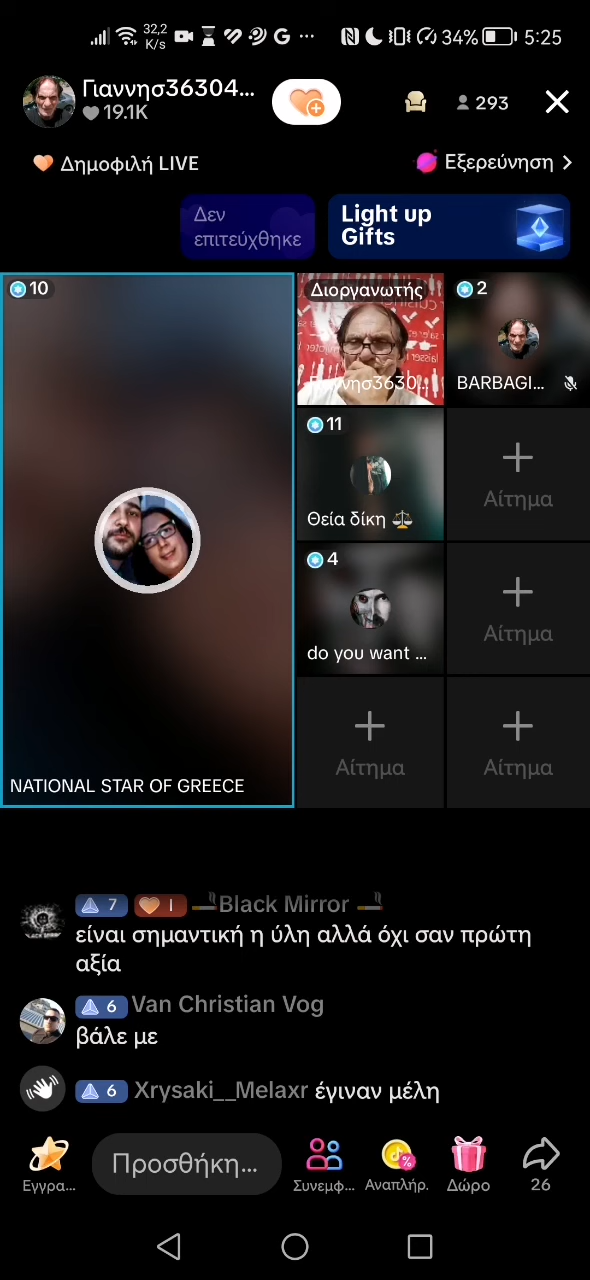 32,2
K/s
34%
5:25
Γιαννησ36304...
19.1K
293
Δημοφιλή LIVE
Εξερεύνηση
Δεν
επιτεύχθηκε
Light up
Gifts
10
NATIONAL STAR OF GREECE
Διοργανωτής
Γιαννησ3630...
2
BARBAGI...
11
Θεία δίκη
Αίτημα
4
do you want ...
Αίτημα
Αίτημα
Αίτημα
7 1 Black Mirror
είναι σημαντική η ύλη αλλά όχι σαν πρώτη
αξία
6 Van Christian Vog
βάλε με
6 Xrysaki__Melaxr έγιναν μέλη
Εγγρα...
Προσθήκη...
Συνεμφ...
Αναπλήρ.
Δώρο
26